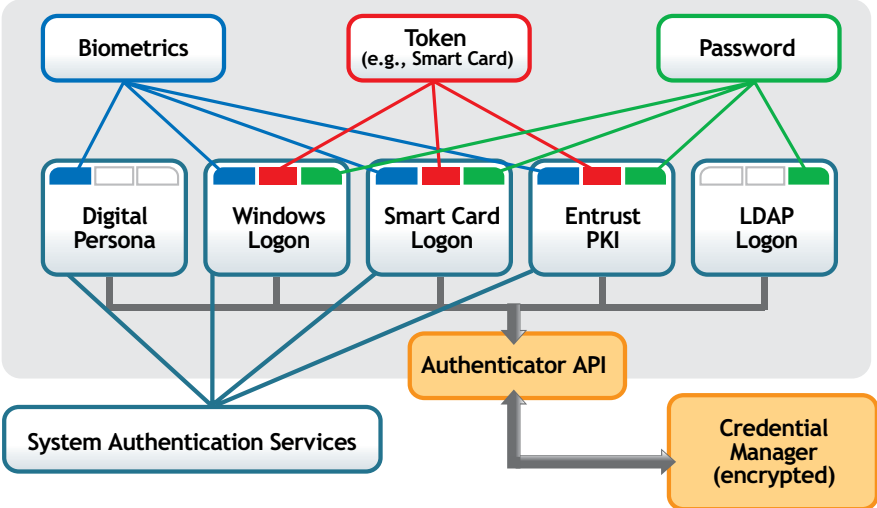 Biometrics
Token
(e.g., Smart Card)
Password
Digital
Persona
Windows
Logon
Smart Card
Logon
Entrust
PKI
LDAP
Logon
Authenticator API
System Authentication Services
Credential
Manager
(encrypted)